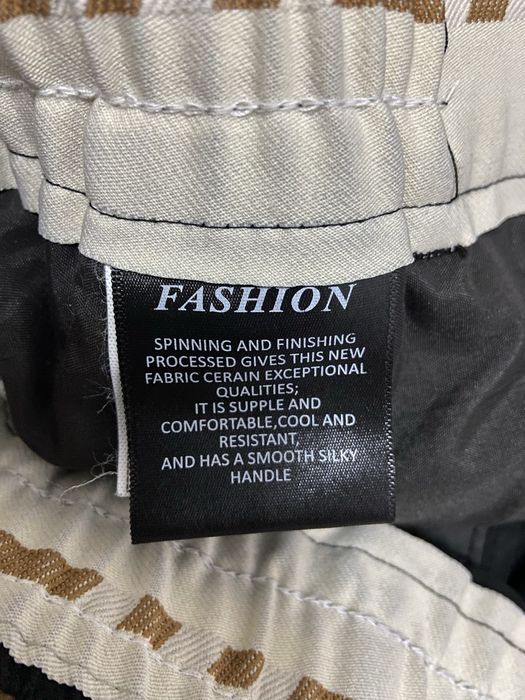 FASHION
SPINNING AND FINISHING
PROCESSED GIVES THIS NEW
FABRIC CERAIN EXCEPTIONAL
QUALITIES;
IT IS SUPPLE AND
COMFORTABLE,COOL AND
RESISTANT,
AND HAS A SMOOTH SILKY
HANDLE